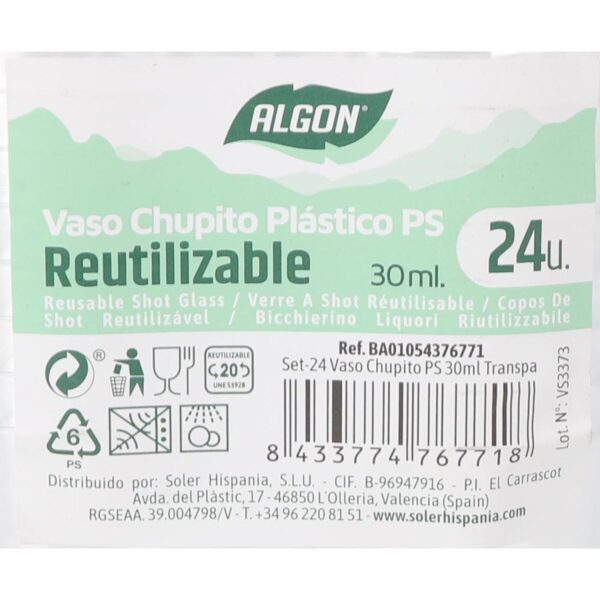 ALGON®
Vaso Chupito Plástico PS
Reutilizable
30ml.
24u.
Reusable Shot Glass / Verre A Shot Réutilisable / Copos De
Shot Reutilizável / Bicchierino Liquori Riutilizzabile
®
REUTILIZABLE
20
UNE 53928
6
PS
Ref. BA01054376771
Set-24 Vaso Chupito PS 30ml Transpa
8 433774 767718
Lot. Nº: VS3373
Distribuido por: Soler Hispania, S.L.U. - CIF. B-96947916 - P.I. El Carrascot
Avda. del Plàstic, 17 - 46850 L'Olleria, Valencia (Spain)
RGSEAA. 39.004798/V - T. +34 96 220 81 51 - www.solerhispania.com